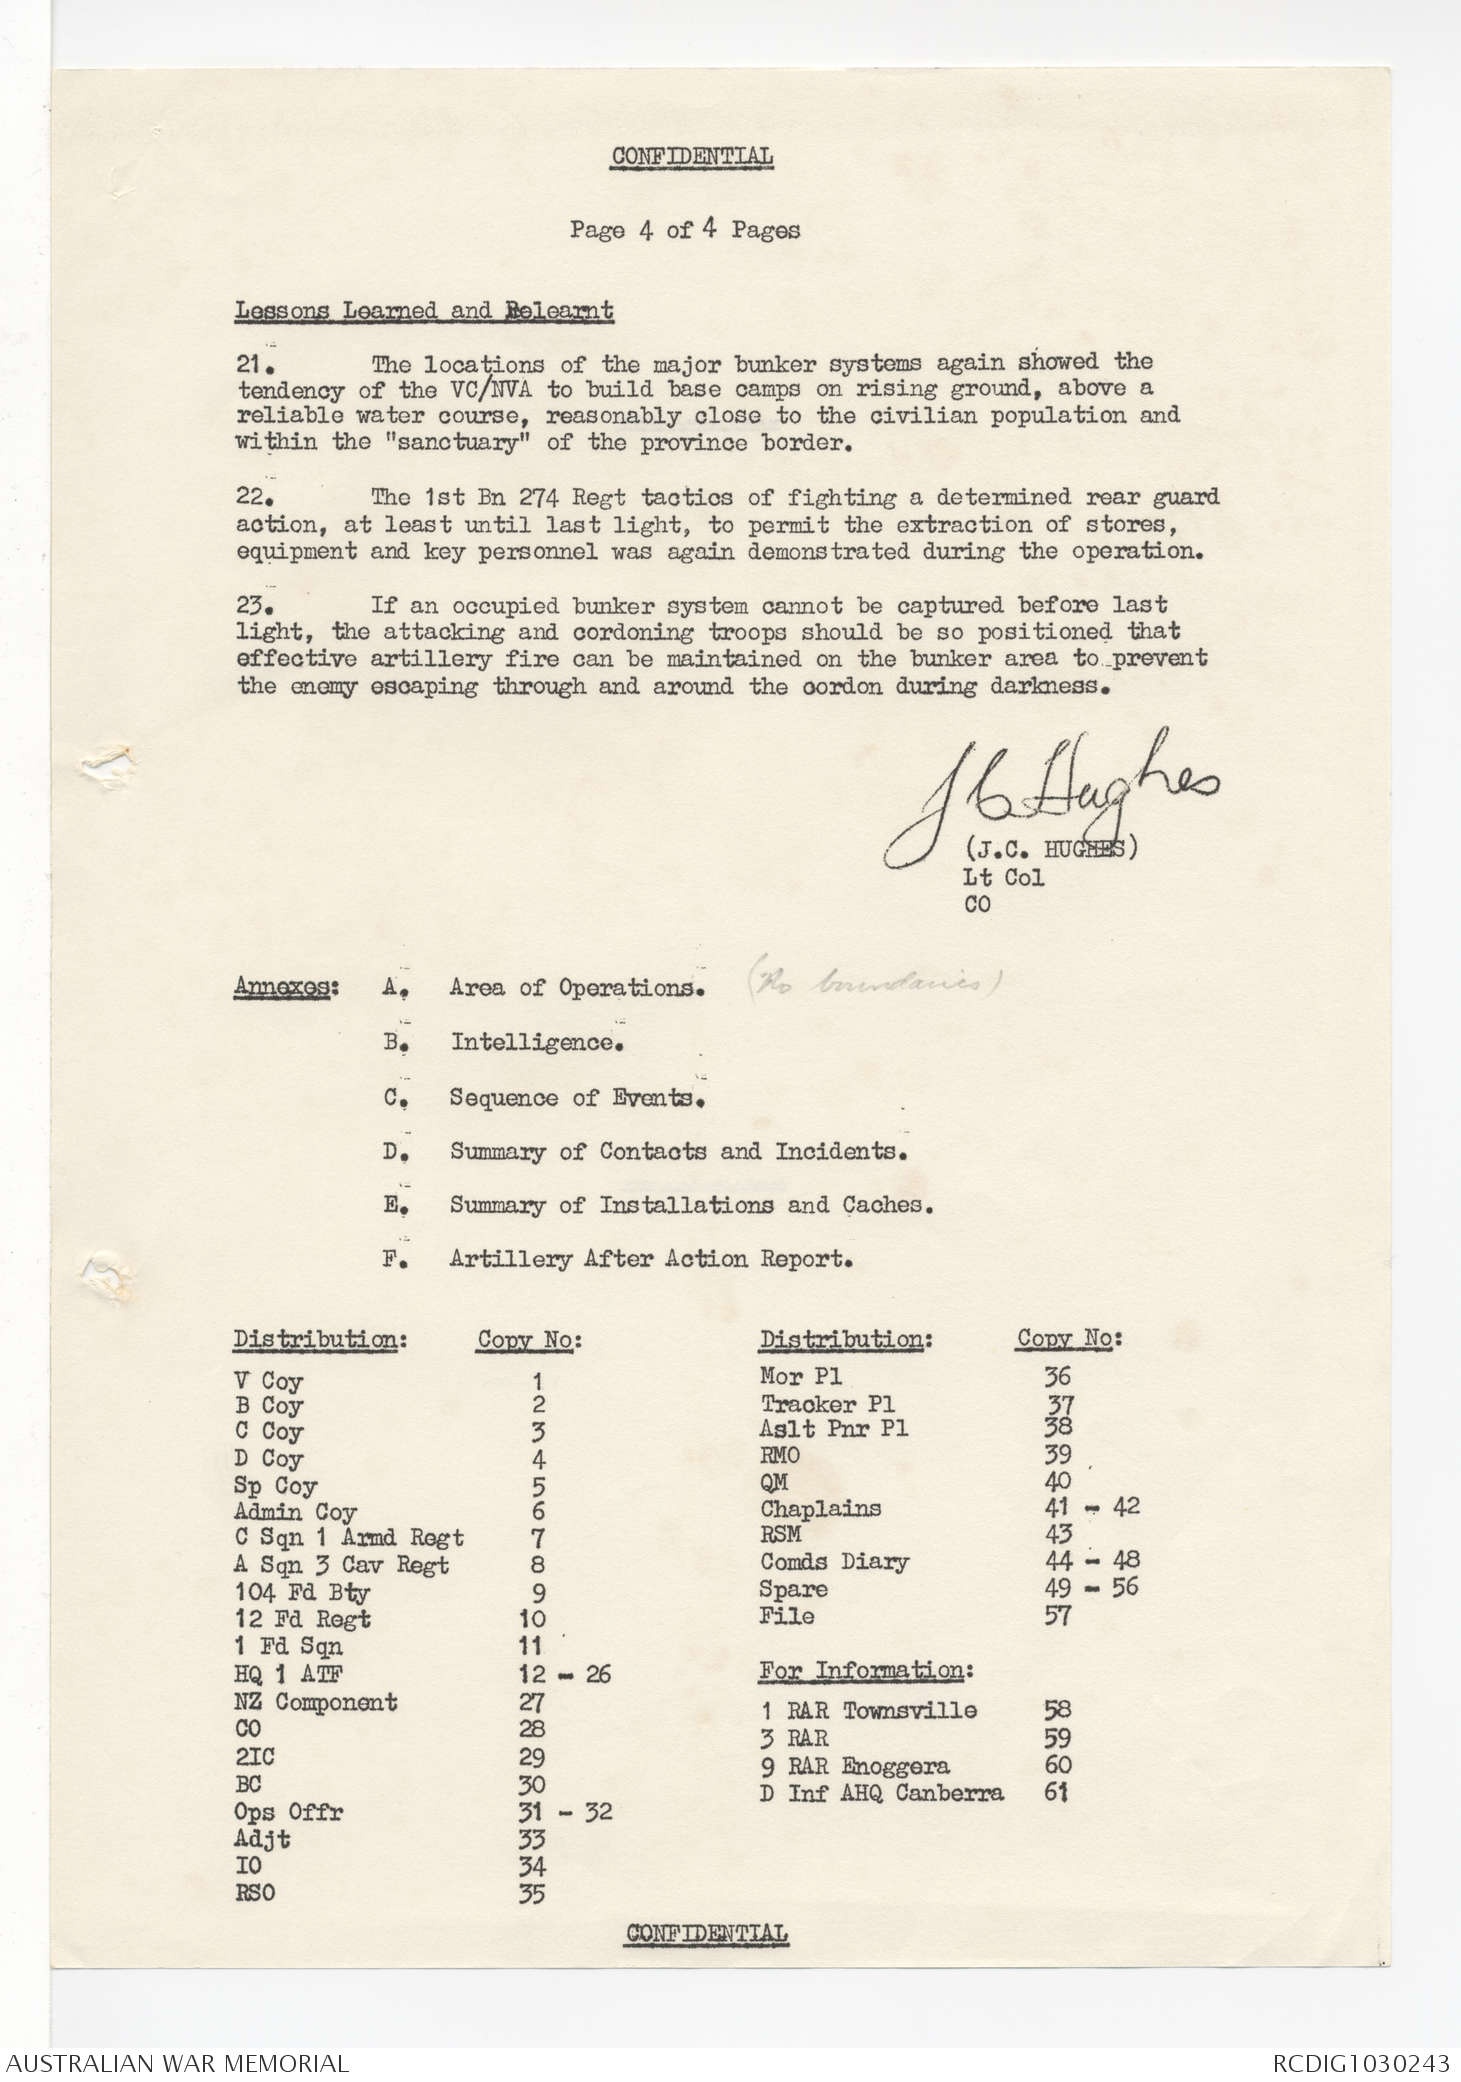 CONFIDENTIAL
Page 4 of 4 Pages
Lessons Learned and Relearnt
21. The locations of the major bunker systems again showed the
tendency of the VC/NVA to build base camps on rising ground, above a
reliable water course, reasonably close to the civilian population and
within the "sanctuary" of the province border.
22. The 1st Bn 274 Regt tactics of fighting a determined rear guard
action, at least until last light, to permit the extraction of stores,
equipment and key personnel was again demonstrated during the operation.
23. If an occupied bunker system cannot be captured before last
light, the attacking and cordoning troops should be so positioned that
effective artillery fire can be maintained on the bunker area to prevent
the enemy escaping through and around the cordon during darkness.
J C Hughes
(J.C. HUGHES)
Lt Col
CO
Annexes: A. Area of Operations. (No boundaries)
B. Intelligence.
C. Sequence of Events.
D. Summary of Contacts and Incidents.
E. Summary of Installations and Caches.
F. Artillery After Action Report.
Distribution: Copy No:
V Coy 1
B Coy 2
C Coy 3
D Coy 4
Sp Coy 5
Admin Coy 6
C Sqn 1 Armd Regt 7
A Sqn 3 Cav Regt 8
104 Fd Bty 9
12 Fd Regt 10
1 Fd Sqn 11
HQ 1 ATF 12 - 26
NZ Component 27
CO 28
2IC 29
BC 30
Ops Offr 31 - 32
Adjt 33
IO 34
RSO 35
Distribution: Copy No:
Mor Pl 36
Tracker Pl 37
Aslt Pnr Pl 38
RMO 39
QM 40
Chaplains 41 - 42
RSM 43
Comds Diary 44 - 48
Spare 49 - 56
File 57
For Information:
1 RAR Townsville 58
3 RAR 59
9 RAR Enoggera 60
D Inf AHQ Canberra 61
CONFIDENTIAL
AUSTRALIAN WAR MEMORIAL
RCDIG1030243